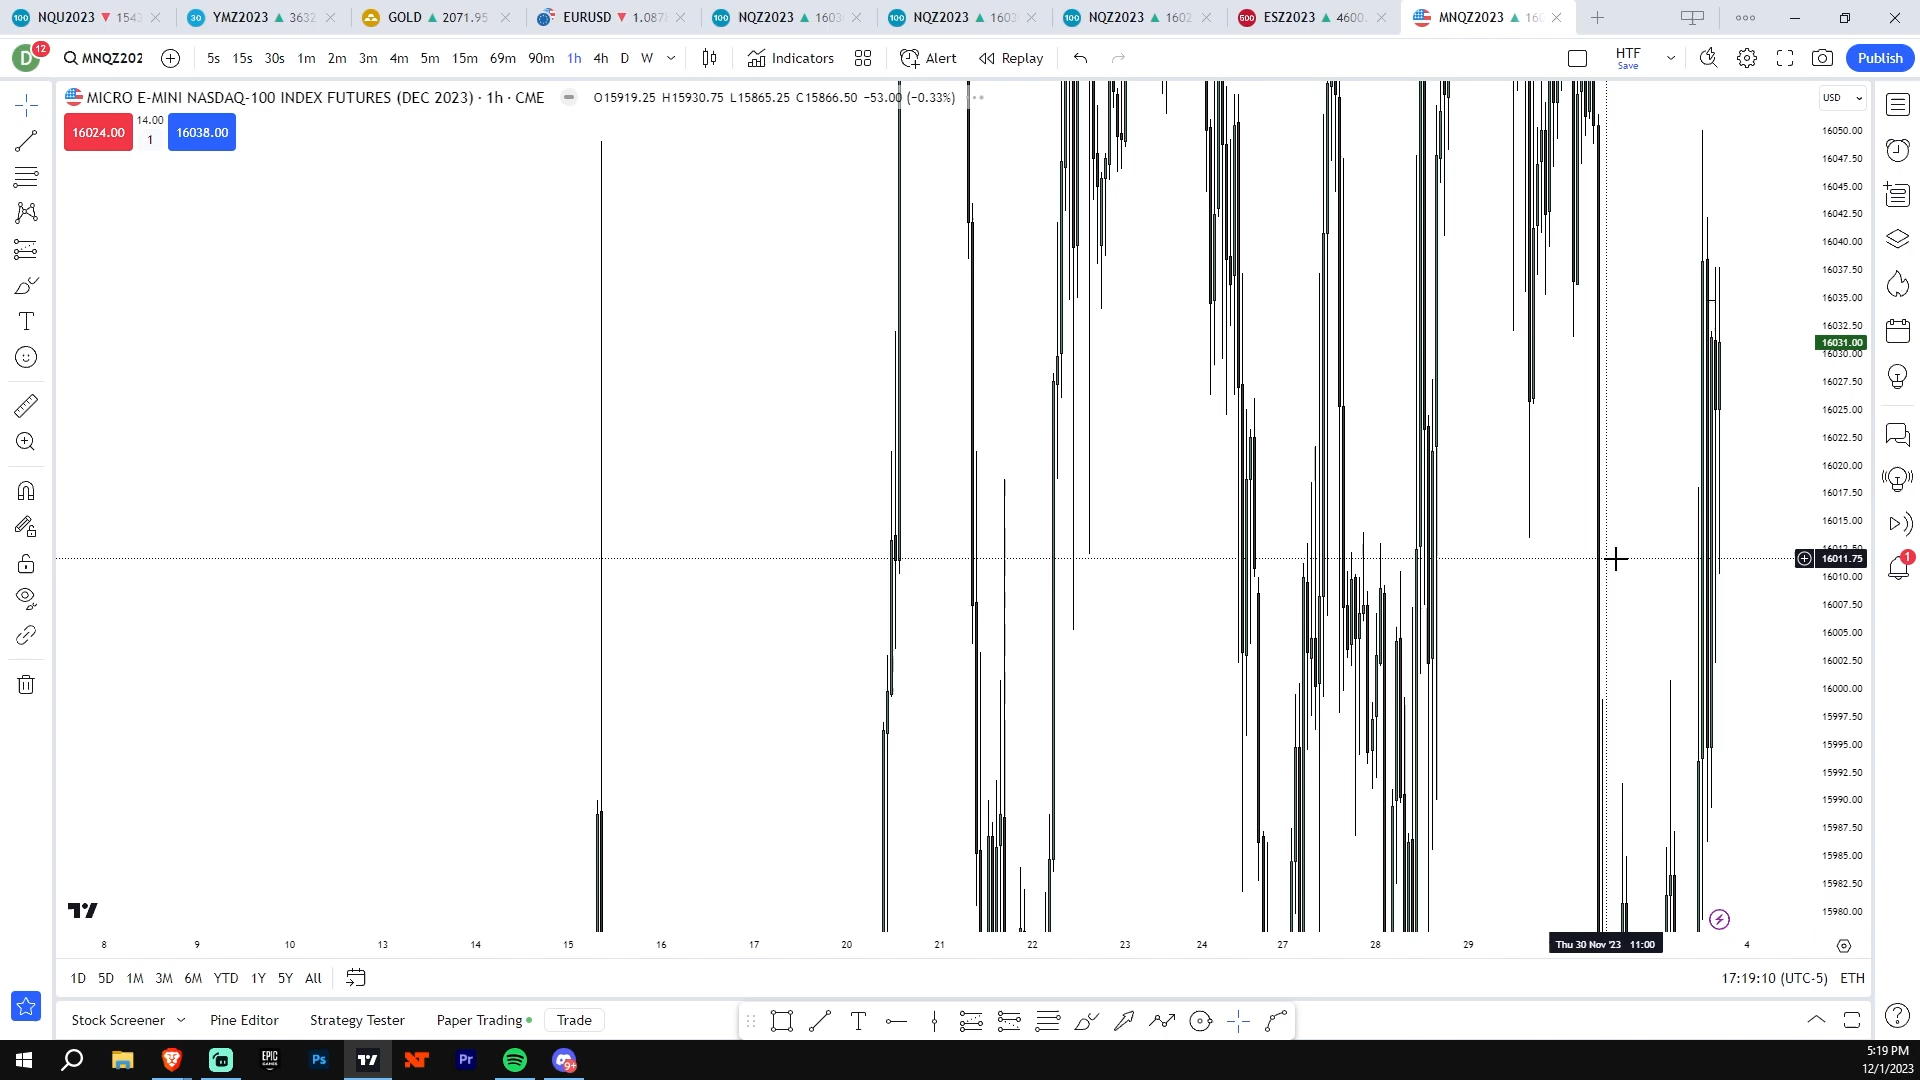 NQU2023 ▼ 154
YMZ2023 ▲ 3632
GOLD ▲ 2071.95
EURUSD ▼ 1.087
NQZ2023 ▲ 1603
NQZ2023 ▲ 160
NQZ2023 ▲ 1602
ESZ2023 ▲ 4600
MNQZ2023 ▲ 160
D 12
MNQZ202
5s 15s 30s 1m 2m 3m 4m 5m 15m 69m 90m 1h 4h D W
Indicators
Alert
Replay
HTF
Save
Publish
MICRO E-MINI NASDAQ-100 INDEX FUTURES (DEC 2023) · 1h · CME
O15919.25 H15930.75 L15865.25 C15866.50 −53.00 (−0.33%)
USD
16024.00
14.00
1
16038.00
16050.00
16047.50
16045.00
16042.50
16040.00
16037.50
16035.00
16032.50
16031.00
16030.00
16027.50
16025.00
16022.50
16020.00
16017.50
16015.00
16011.75
16010.00
16007.50
16005.00
16002.50
16000.00
15997.50
15995.00
15992.50
15990.00
15987.50
15985.00
15982.50
15980.00
8 9 10 13 14 15 16 17 20 21 22 23 24 27 28 29 Thu 30 Nov '23 11:00 4
1D 5D 1M 3M 6M YTD 1Y 5Y All
17:19:10 (UTC-5) ETH
Stock Screener
Pine Editor
Strategy Tester
Paper Trading
Trade
1
EPIC GAMES
Ps
Pr
9+
5:19 PM
12/1/2023